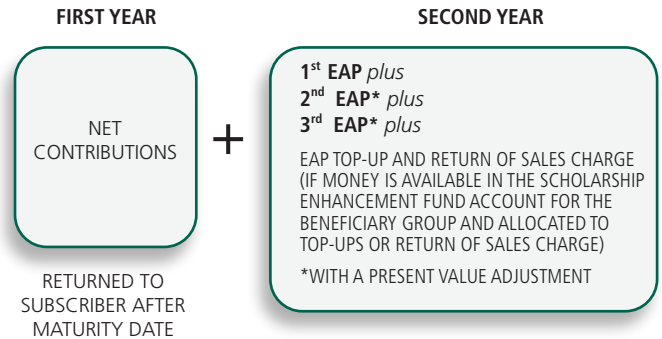 FIRST YEAR
NET
CONTRIBUTIONS
RETURNED TO
SUBSCRIBER AFTER
MATURITY DATE
+
SECOND YEAR
1st EAP plus
2nd EAP* plus
3rd EAP* plus
EAP TOP-UP AND RETURN OF SALES CHARGE
(IF MONEY IS AVAILABLE IN THE SCHOLARSHIP
ENHANCEMENT FUND ACCOUNT FOR THE
BENEFICIARY GROUP AND ALLOCATED TO
TOP-UPS OR RETURN OF SALES CHARGE)
*WITH A PRESENT VALUE ADJUSTMENT